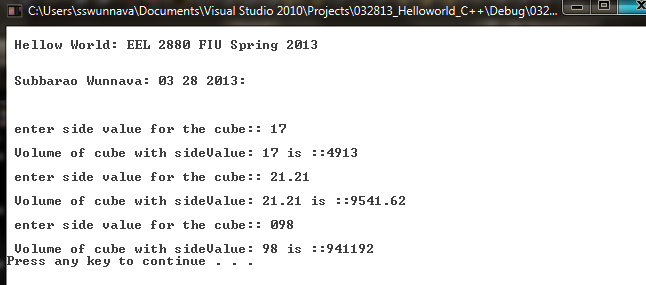 C:\Users\sswunnava\Documents\Visual Studio 2010\Projects\032813_Helloworld_C++\Debug\032...
Hellow World: EEL 2880 FIU Spring 2013
Subbarao Wunnava: 03 28 2013:
enter side value for the cube:: 17
Volume of cube with sideValue: 17 is ::4913
enter side value for the cube:: 21.21
Volume of cube with sideValue: 21.21 is ::9541.62
enter side value for the cube:: 098
Volume of cube with sideValue: 98 is ::941192
Press any key to continue . . .